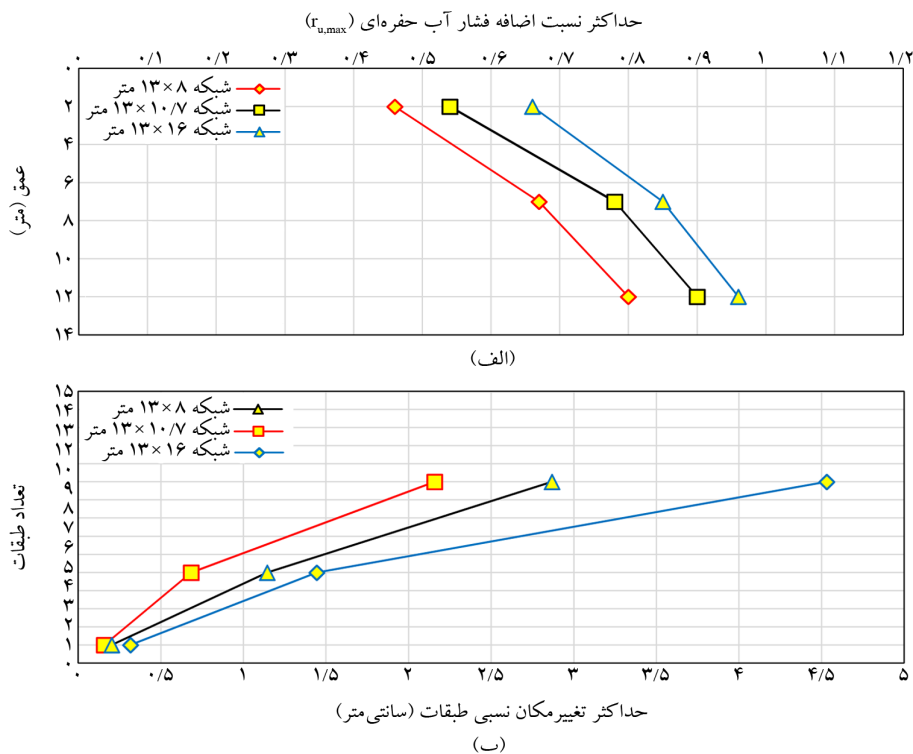 حداکثر نسبت اضافه فشار آب حفره‌ای (r_u,max)
۰ ۰/۱ ۰/۲ ۰/۳ ۰/۴ ۰/۵ ۰/۶ ۰/۷ ۰/۸ ۰/۹ ۱ ۱/۱ ۱/۲
۰
۲
۴
۶
۸
۱۰
۱۲
۱۴
عمق (متر)
شبکه ۸×۱۳ متر
شبکه ۱۰/۷×۱۳ متر
شبکه ۱۶×۱۳ متر
(الف)
۱۵
۱۴
۱۳
۱۲
۱۱
۱۰
۹
۸
۷
۶
۵
۴
۳
۲
۱
۰
تعداد طبقات
شبکه ۸×۱۳ متر
شبکه ۱۰/۷×۱۳ متر
شبکه ۱۶×۱۳ متر
۰ ۰/۵ ۱ ۱/۵ ۲ ۲/۵ ۳ ۳/۵ ۴ ۴/۵ ۵
حداکثر تغییرمکان نسبی طبقات (سانتی‌متر)
(ب)